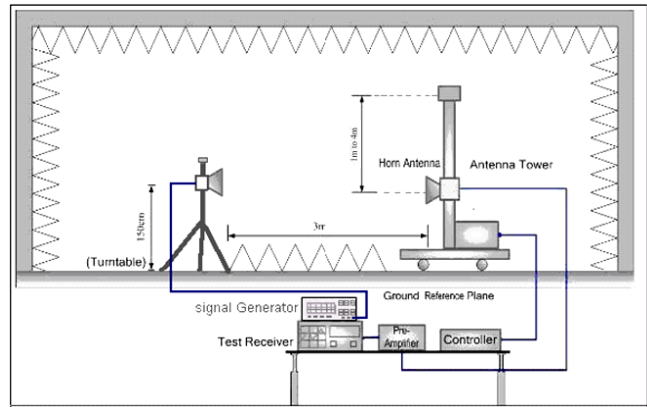 1m to 4m
Horn Antenna
Antenna Tower
150cm
3m
(Turntable)
Ground Reference Plane
signal Generator
Test Receiver
Pre-
Amplifier
Controller